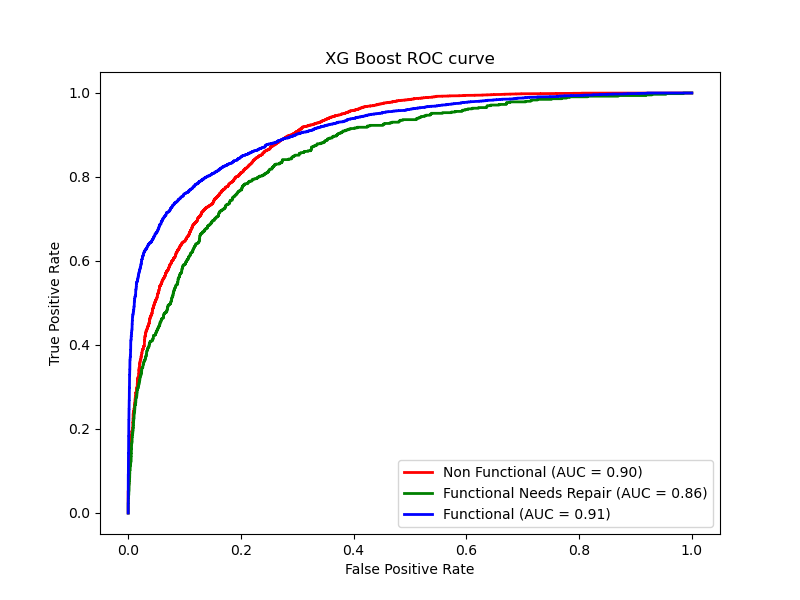 XG Boost ROC curve
True Positive Rate
1.0
0.8
0.6
0.4
0.2
0.0
Non Functional (AUC = 0.90)
Functional Needs Repair (AUC = 0.86)
Functional (AUC = 0.91)
0.0 0.2 0.4 0.6 0.8 1.0
False Positive Rate